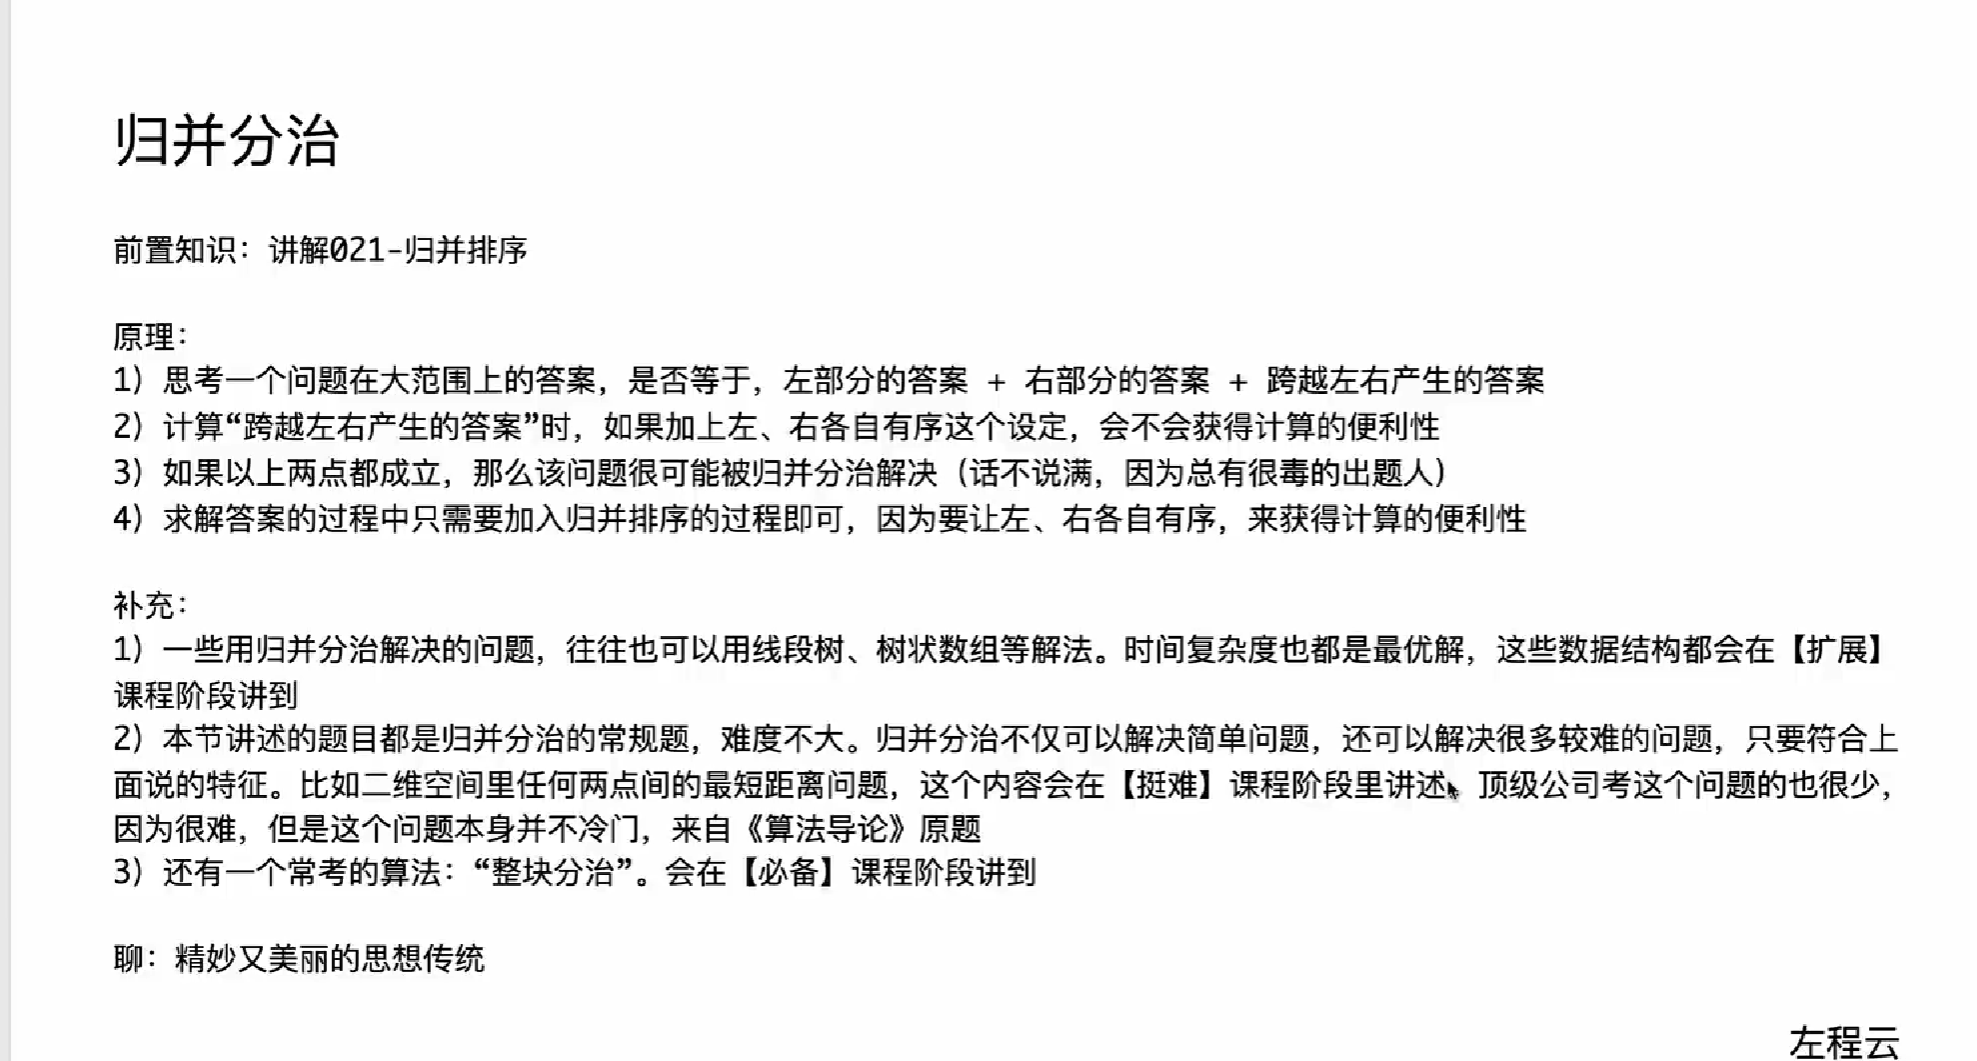 归并分治
前置知识：讲解021-归并排序
原理：
1）思考一个问题在大范围上的答案，是否等于，左部分的答案 + 右部分的答案 + 跨越左右产生的答案
2）计算“跨越左右产生的答案”时，如果加上左、右各自有序这个设定，会不会获得计算的便利性
3）如果以上两点都成立，那么该问题很可能被归并分治解决（话不说满，因为总有很毒的出题人）
4）求解答案的过程中只需要加入归并排序的过程即可，因为要让左、右各自有序，来获得计算的便利性
补充：
1）一些用归并分治解决的问题，往往也可以用线段树、树状数组等解法。时间复杂度也都是最优解，这些数据结构都会在【扩展】
课程阶段讲到
2）本节讲述的题目都是归并分治的常规题，难度不大。归并分治不仅可以解决简单问题，还可以解决很多较难的问题，只要符合上
面说的特征。比如二维空间里任何两点间的最短距离问题，这个内容会在【挺难】课程阶段里讲述。顶级公司考这个问题的也很少，
因为很难，但是这个问题本身并不冷门，来自《算法导论》原题
3）还有一个常考的算法：“整块分治”。会在【必备】课程阶段讲到
聊：精妙又美丽的思想传统
左程云